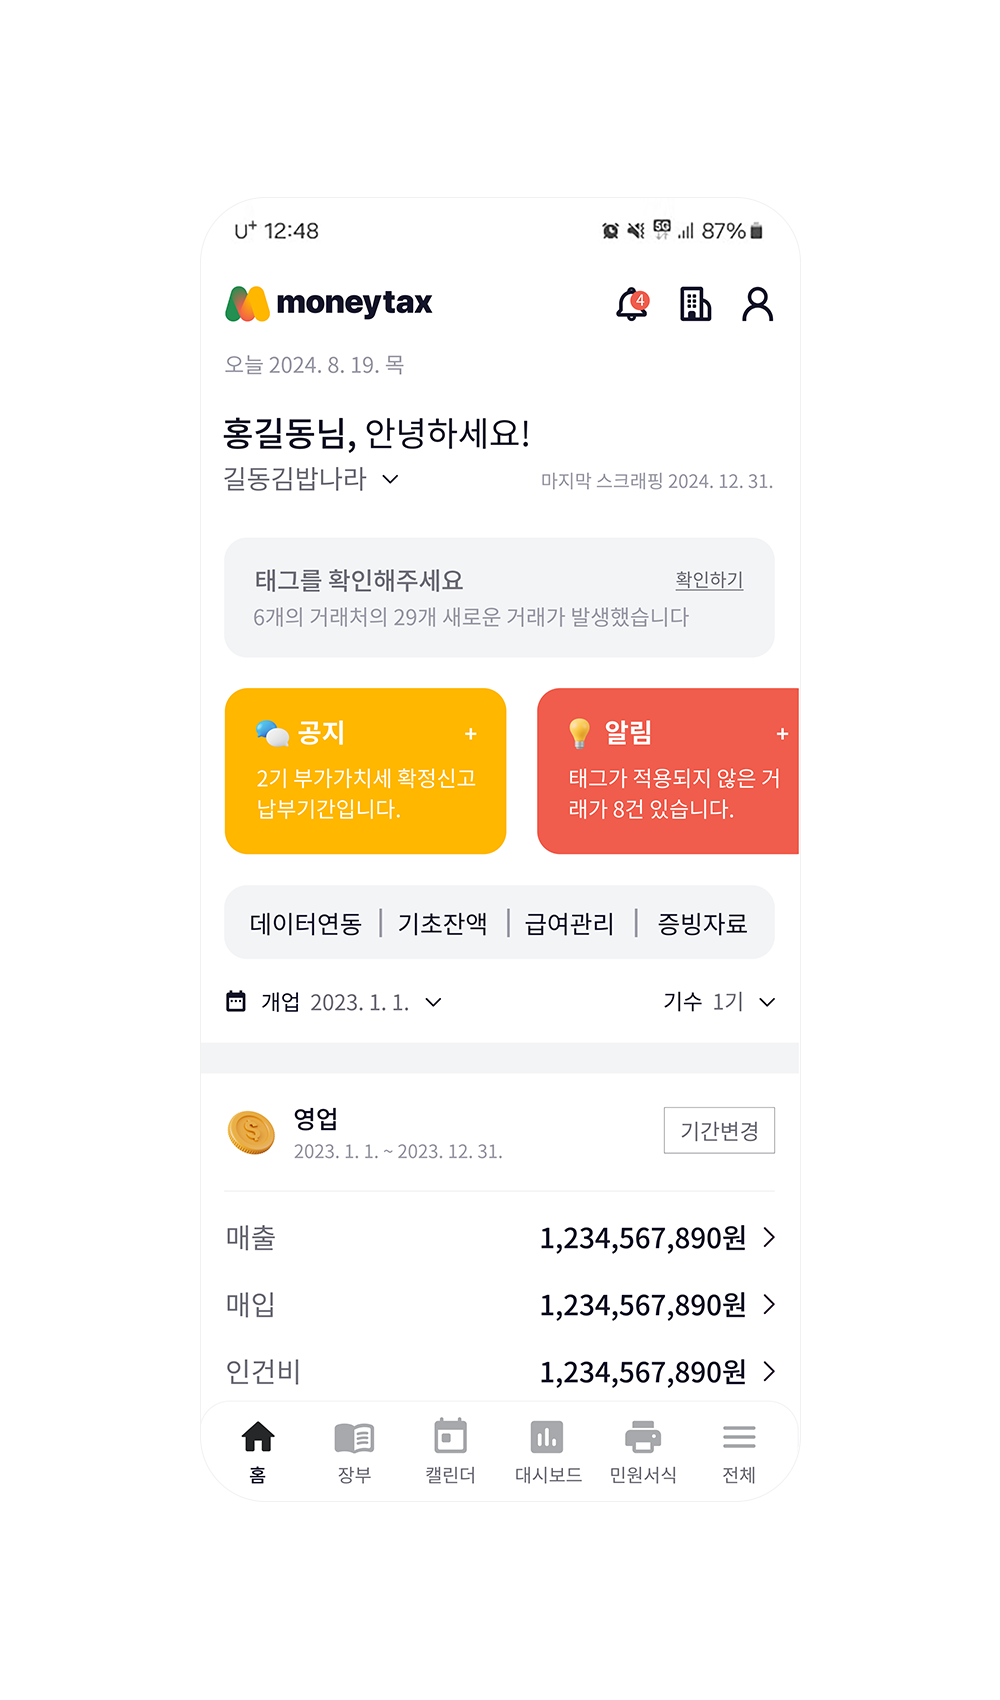 U+ 12:48 5G 87%
moneytax 4
오늘 2024. 8. 19. 목
홍길동님, 안녕하세요!
길동김밥나라 마지막 스크래핑 2024. 12. 31.
태그를 확인해주세요 확인하기
6개의 거래처의 29개 새로운 거래가 발생했습니다
공지 +
2기 부가가치세 확정신고
납부기간입니다.
알림 +
태그가 적용되지 않은 거
래가 8건 있습니다.
데이터연동 | 기초잔액 | 급여관리 | 증빙자료
개업 2023. 1. 1. 기수 1기
영업
2023. 1. 1. ~ 2023. 12. 31.
기간변경
매출 1,234,567,890원
매입 1,234,567,890원
인건비 1,234,567,890원
홈 장부 캘린더 대시보드 민원서식 전체